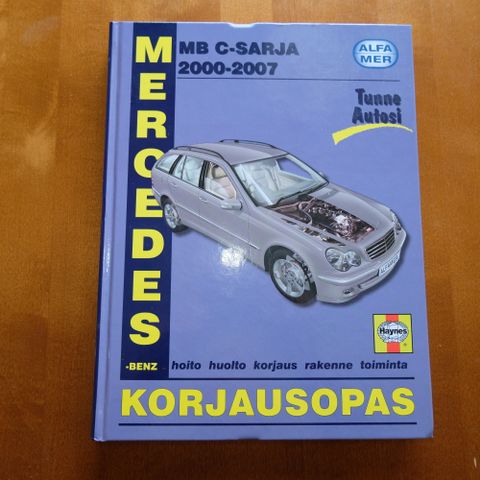 MERCEDES
-BENZ
MB C-SARJA
2000-2007
ALFA
MER
Tunne
Autosi
Haynes
hoito huolto korjaus rakenne toiminta
KORJAUSOPAS